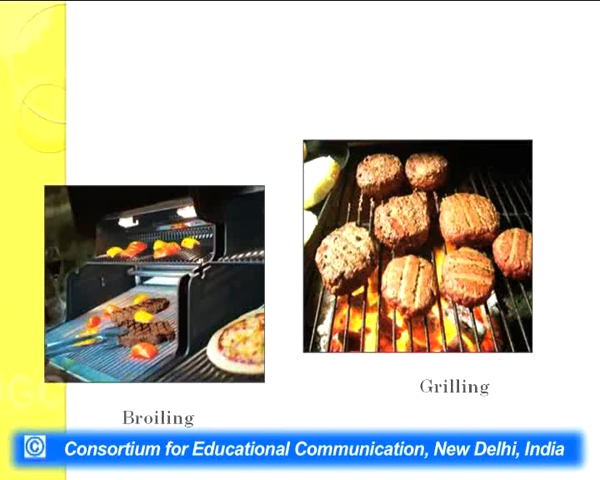 Grilling
Broiling
© Consortium for Educational Communication, New Delhi, India